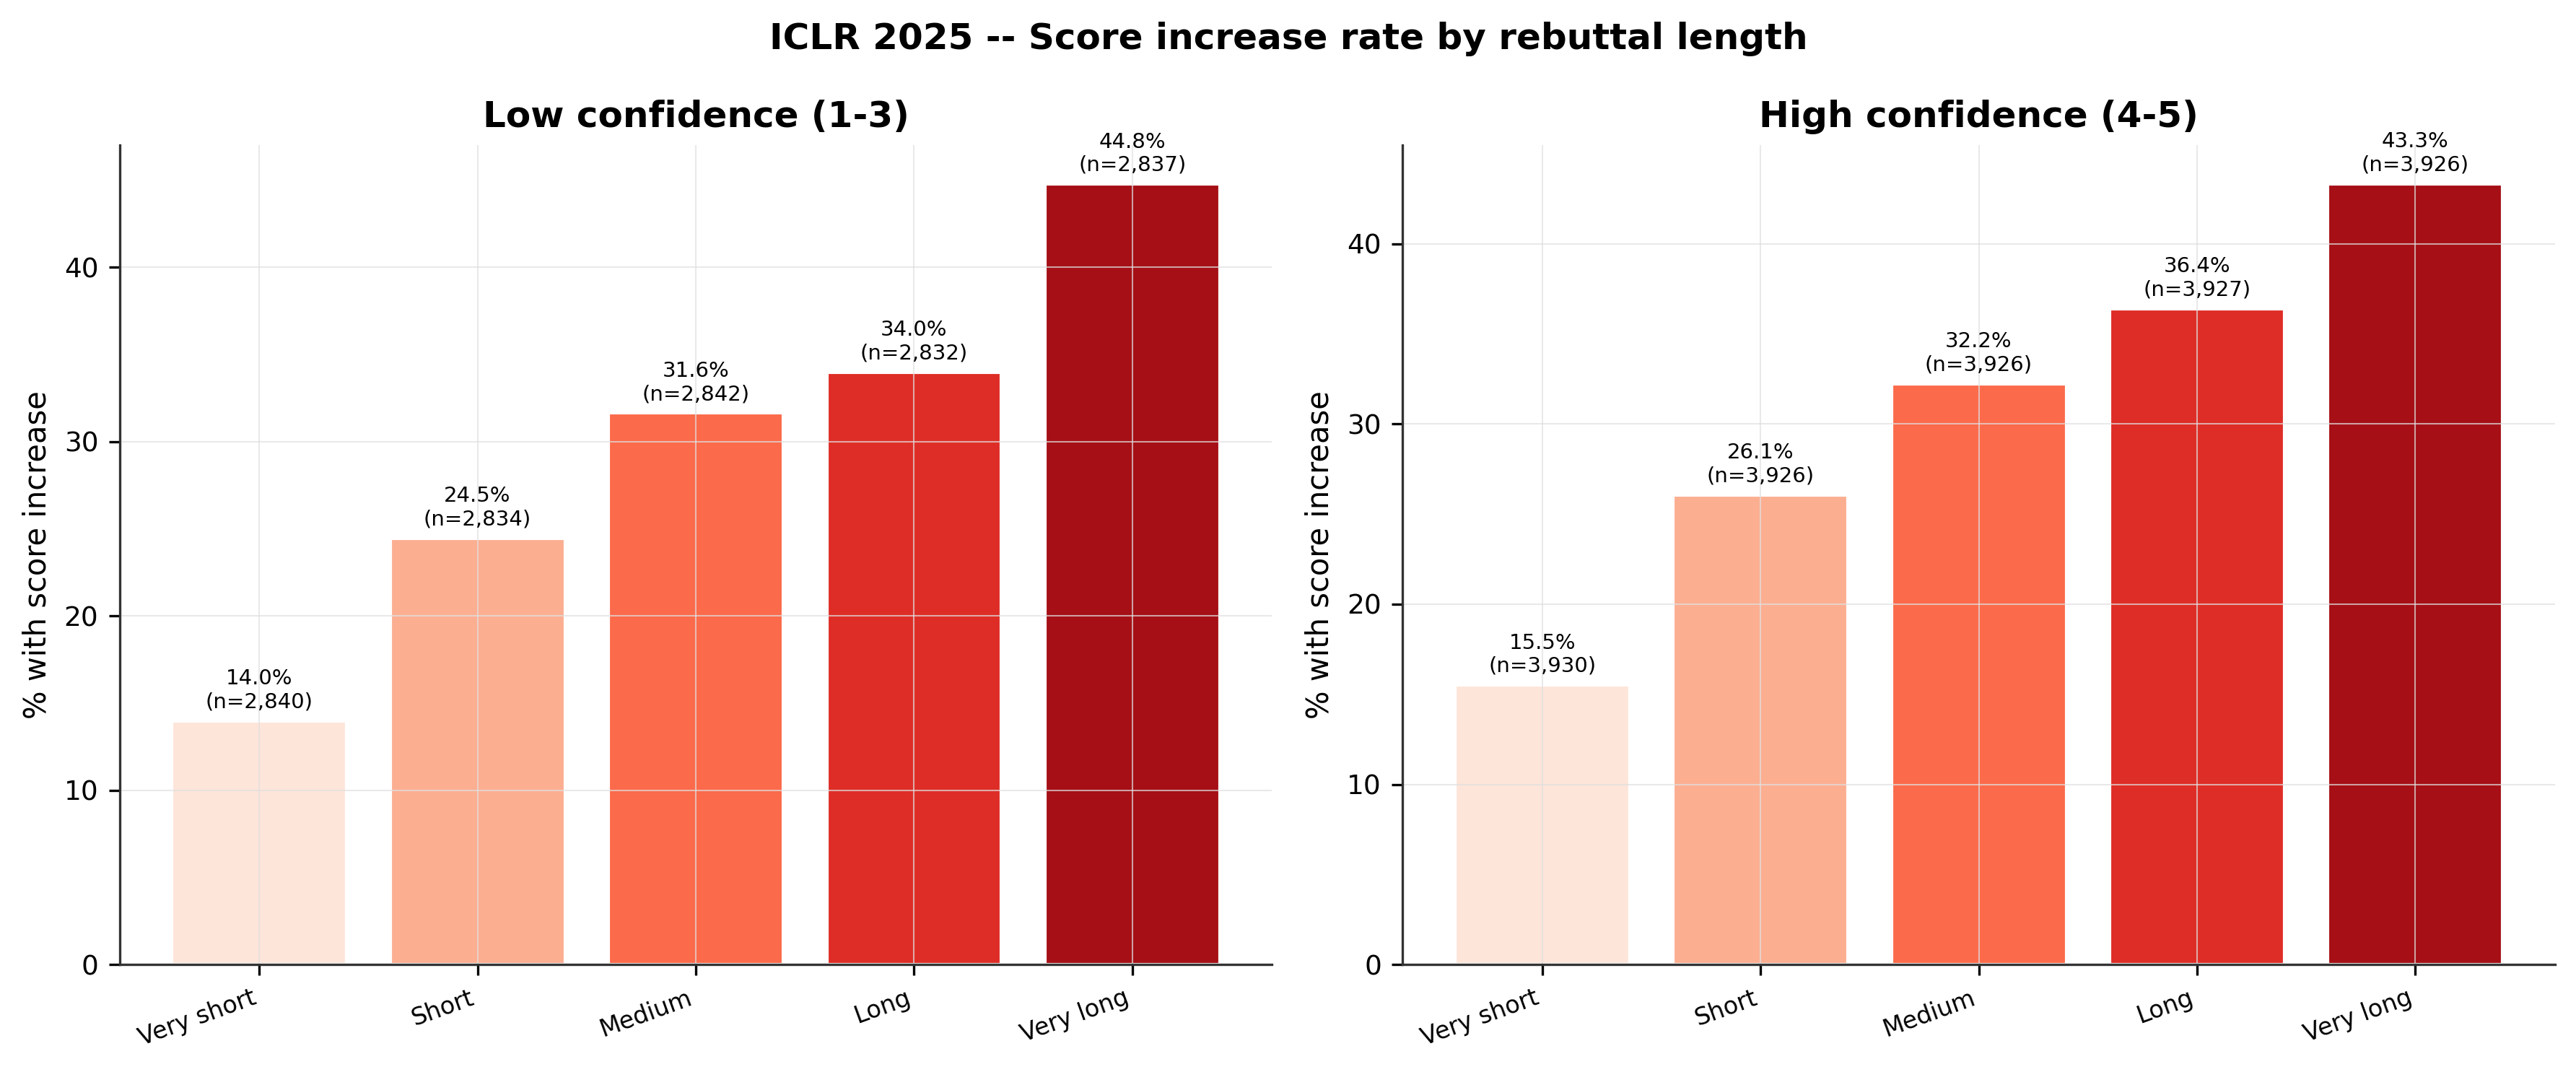 ICLR 2025 -- Score increase rate by rebuttal length
Low confidence (1-3)
% with score increase
40
30
20
10
0
14.0%
(n=2,840)
24.5%
(n=2,834)
31.6%
(n=2,842)
34.0%
(n=2,832)
44.8%
(n=2,837)
Very short
Short
Medium
Long
Very long
High confidence (4-5)
% with score increase
40
30
20
10
0
15.5%
(n=3,930)
26.1%
(n=3,926)
32.2%
(n=3,926)
36.4%
(n=3,927)
43.3%
(n=3,926)
Very short
Short
Medium
Long
Very long